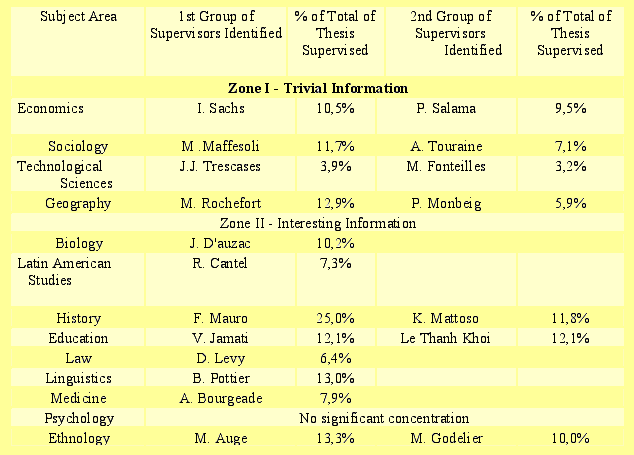 Subject Area 1st Group of Supervisors Identified % of Total of Thesis Supervised 2nd Group of Supervisors Identified % of Total of Thesis Supervised
Zone I - Trivial Information
Economics I. Sachs 10,5% P. Salama 9,5%
Sociology M .Maffesoli 11,7% A. Touraine 7,1%
Technological Sciences J.J. Trescases 3,9% M. Fonteilles 3,2%
Geography M. Rochefort 12,9% P. Monbeig 5,9%
Zone II - Interesting Information
Biology J. D'auzac 10,2%
Latin American Studies R. Cantel 7,3%
History F. Mauro 25,0% K. Mattoso 11,8%
Education V. Jamati 12,1% Le Thanh Khoi 12,1%
Law D. Levy 6,4%
Linguistics B. Pottier 13,0%
Medicine A. Bourgeade 7,9%
Psychology No significant concentration
Ethnology M. Auge 13,3% M. Godelier 10,0%